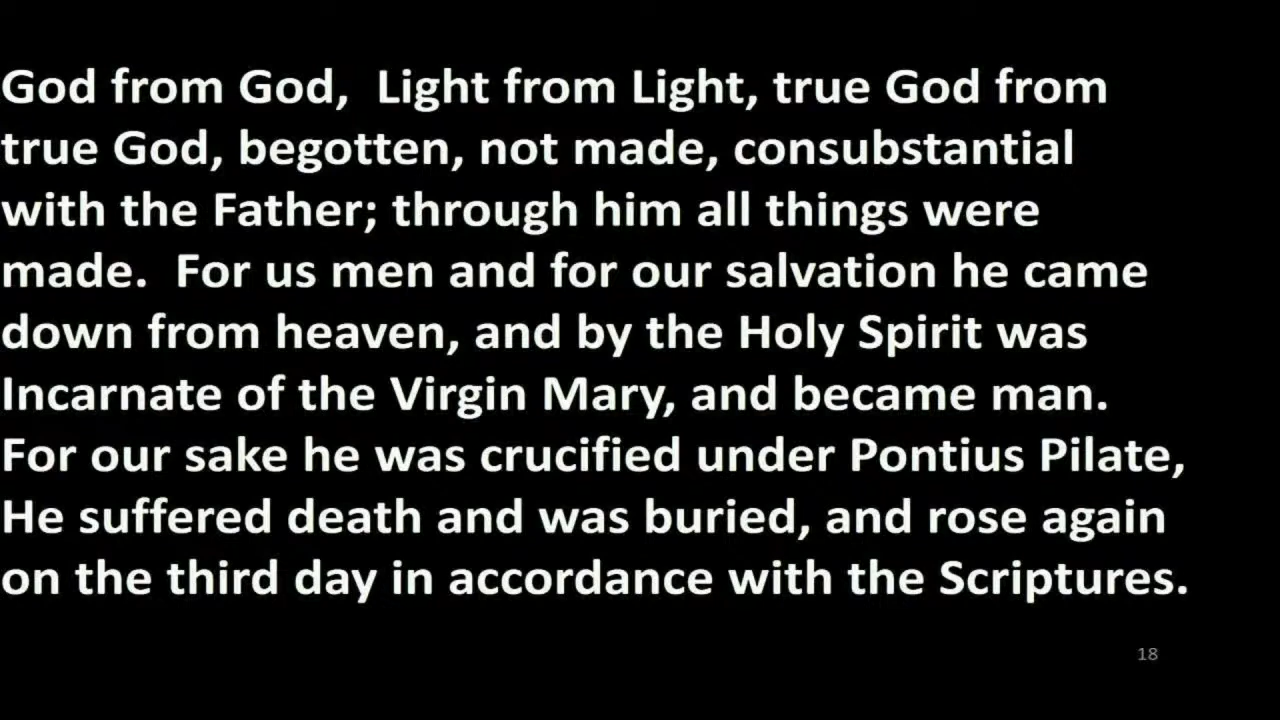 God from God,  Light from Light, true God from
true God, begotten, not made, consubstantial
with the Father; through him all things were
made.  For us men and for our salvation he came
down from heaven, and by the Holy Spirit was
Incarnate of the Virgin Mary, and became man.
For our sake he was crucified under Pontius Pilate,
He suffered death and was buried, and rose again
on the third day in accordance with the Scriptures.
18